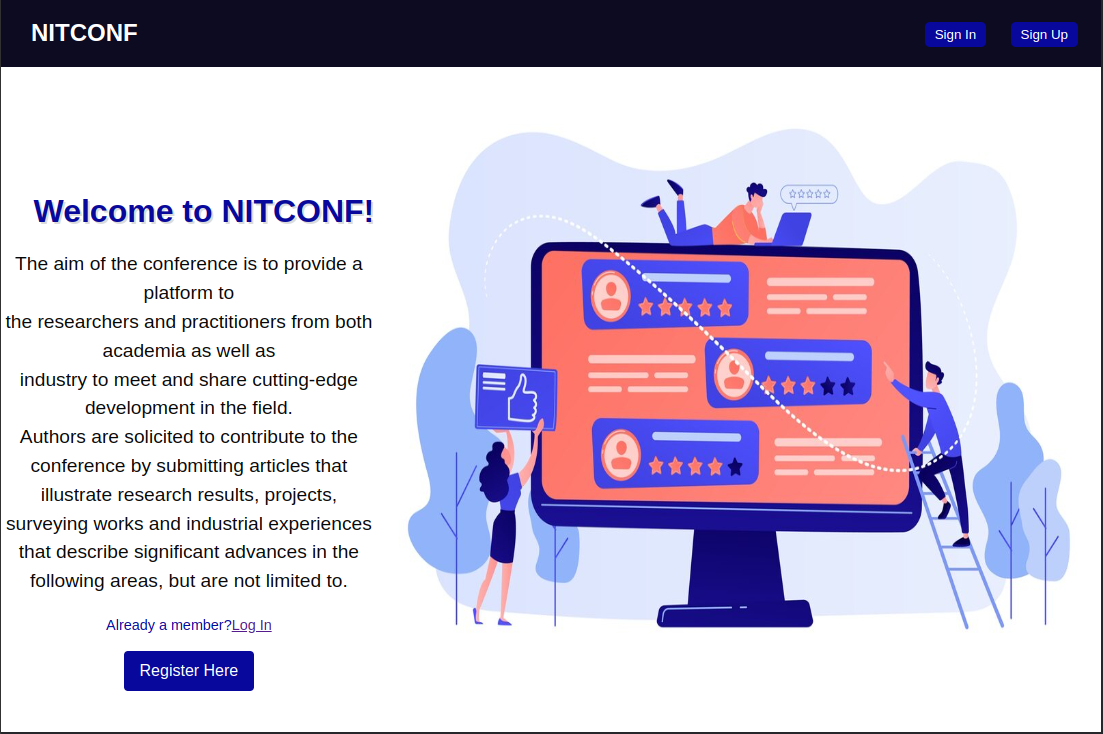 NITCONF
Sign In
Sign Up
Welcome to NITCONF!
The aim of the conference is to provide a
platform to
the researchers and practitioners from both
academia as well as
industry to meet and share cutting-edge
development in the field.
Authors are solicited to contribute to the
conference by submitting articles that
illustrate research results, projects,
surveying works and industrial experiences
that describe significant advances in the
following areas, but are not limited to.
Already a member?Log In
Register Here